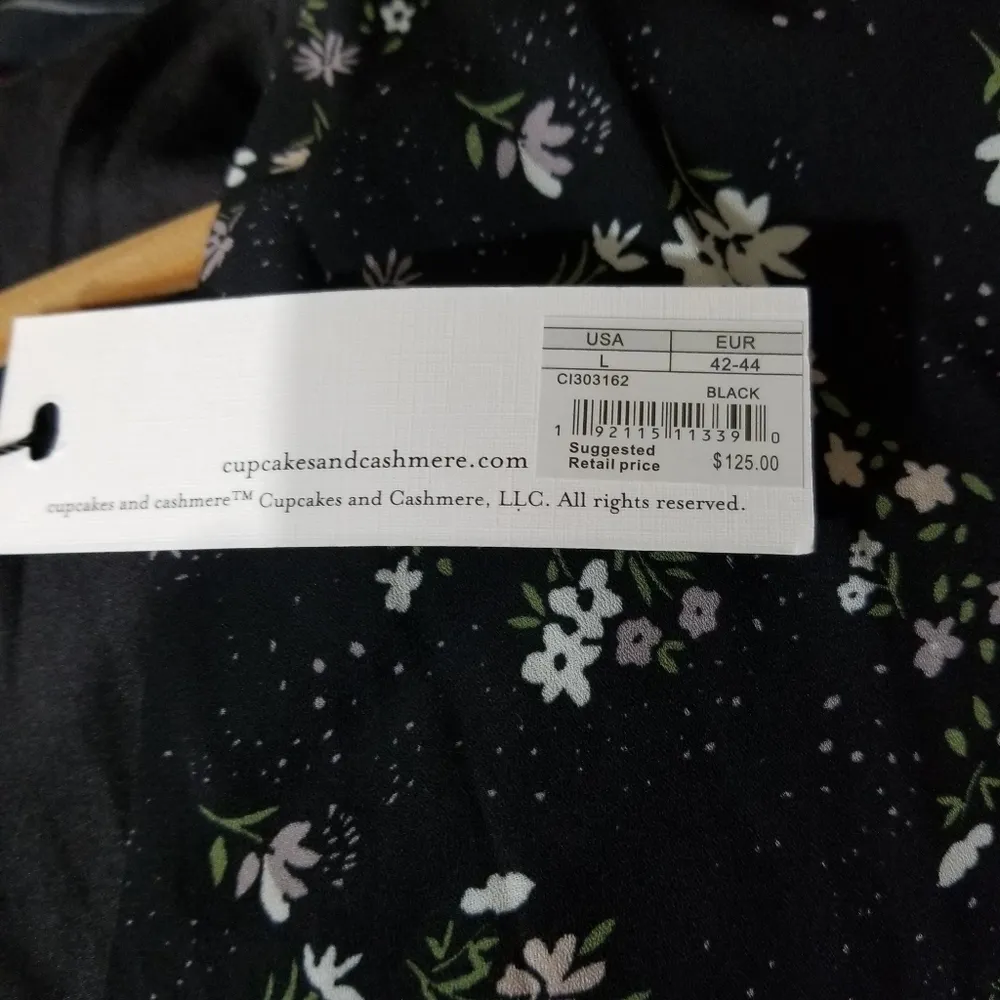 USA EUR
L 42-44
CI303162
BLACK
1 92115 11339 0
Suggested
Retail price $125.00
cupcakesandcashmere.com
cupcakes and cashmere™ Cupcakes and Cashmere, LLC. All rights reserved.